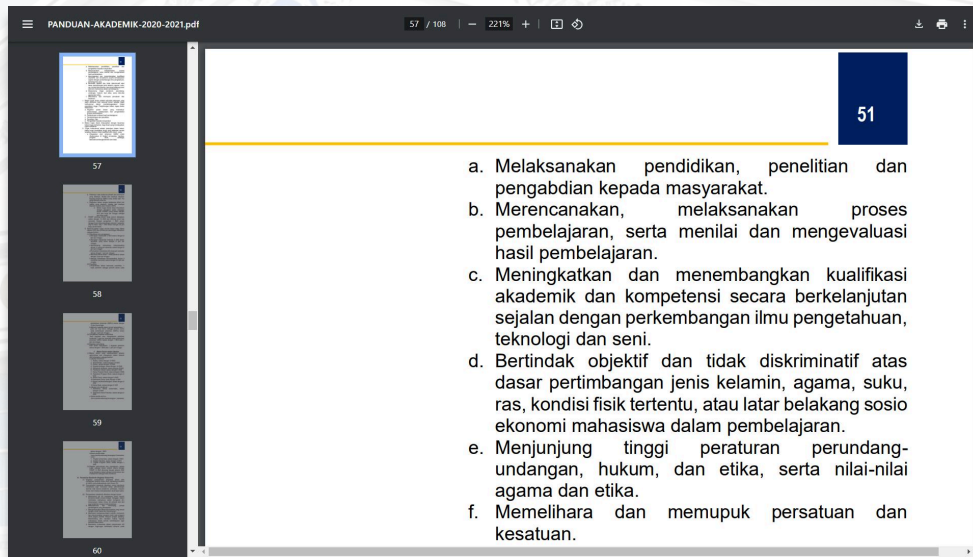 PANDUAN-AKADEMIK-2020-2021.pdf
57 / 108
221%
57
58
59
60
51
a. Melaksanakan pendidikan, penelitian dan
pengabdian kepada masyarakat.
b. Merencanakan, melaksanakan proses
pembelajaran, serta menilai dan mengevaluasi
hasil pembelajaran.
c. Meningkatkan dan menembangkan kualifikasi
akademik dan kompetensi secara berkelanjutan
sejalan dengan perkembangan ilmu pengetahuan,
teknologi dan seni.
d. Bertindak objektif dan tidak diskriminatif atas
dasar pertimbangan jenis kelamin, agama, suku,
ras, kondisi fisik tertentu, atau latar belakang sosio
ekonomi mahasiswa dalam pembelajaran.
e. Menjunjung tinggi peraturan perundang-
undangan, hukum, dan etika, serta nilai-nilai
agama dan etika.
f. Memelihara dan memupuk persatuan dan
kesatuan.